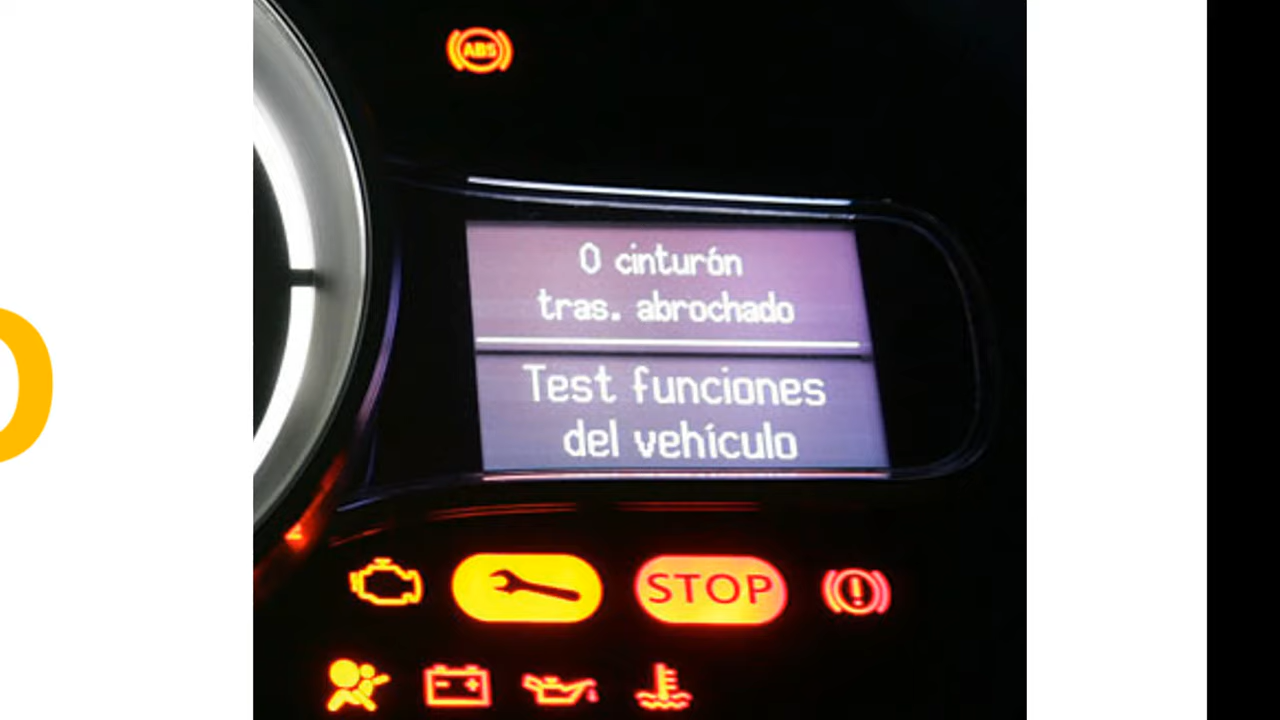 ABS
0 cinturón
tras. abrochado
Test funciones
del vehículo
STOP